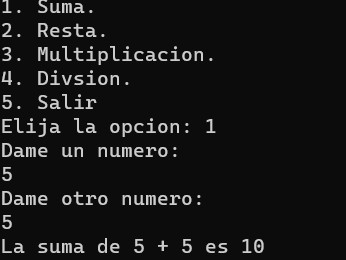 1. Suma.
2. Resta.
3. Multiplicacion.
4. Divsion.
5. Salir
Elija la opcion: 1
Dame un numero:
5
Dame otro numero:
5
La suma de 5 + 5 es 10